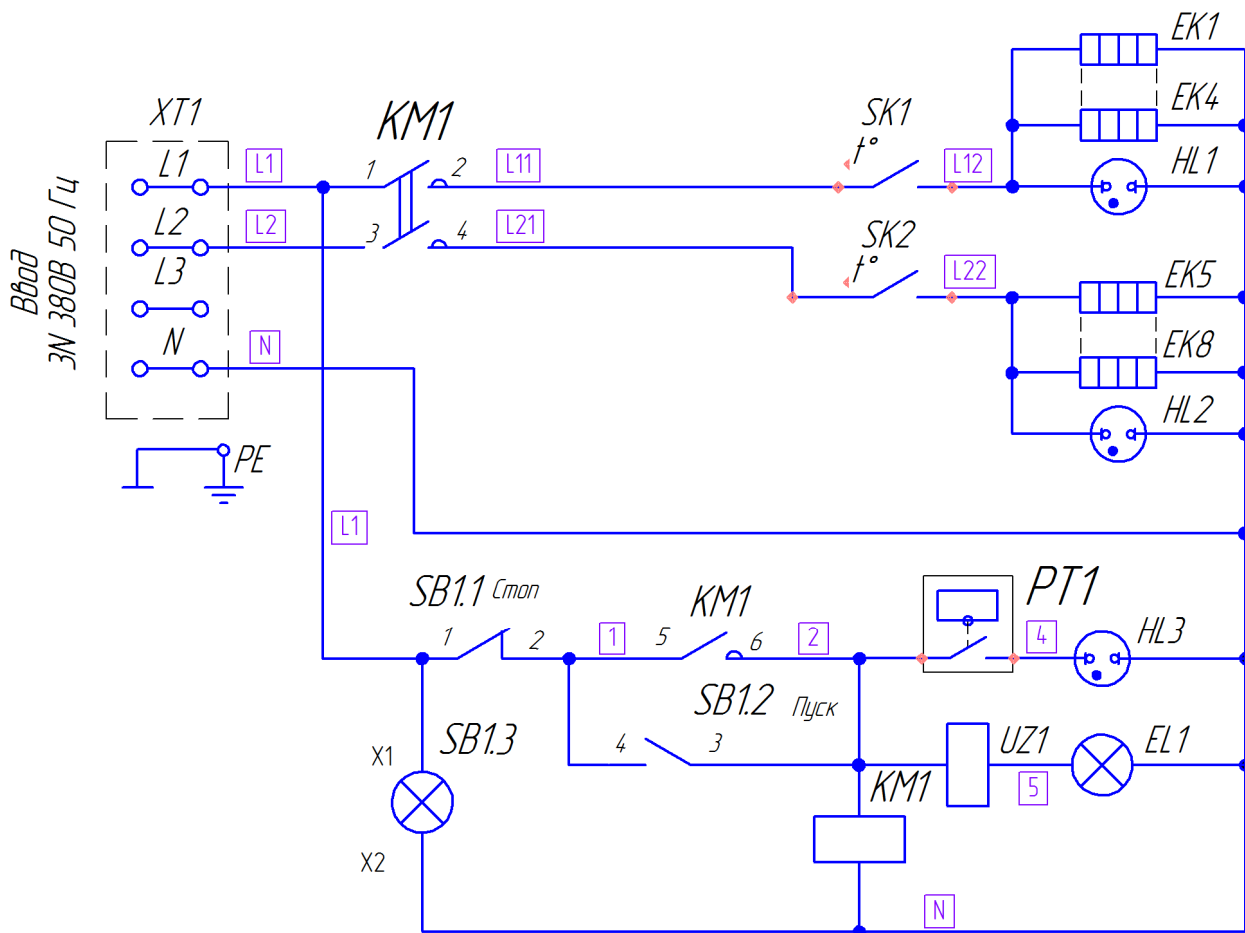 EK1
XT1
KM1
SK1
EK4
L1
L1
1
2
L11
t°
L12
HL1
L2
L2
3
4
L21
SK2
Ввод
3N 380В 50 Гц
L3
t°
L22
EK5
N
N
EK8
HL2
PE
L1
SB1.1 Стоп
KM1
PT1
1
2
1
5
6
2
4
HL3
SB1.2 Пуск
X1
SB1.3
4
3
UZ1
EL1
KM1
5
X2
N